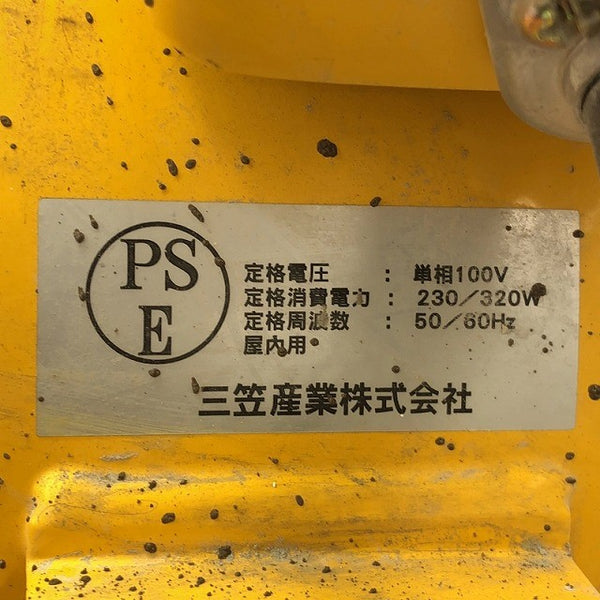 PS
E
定格電圧 : 単相100V
定格消費電力 : 230/320W
定格周波数 : 50/60Hz
屋内用
三笠産業株式会社